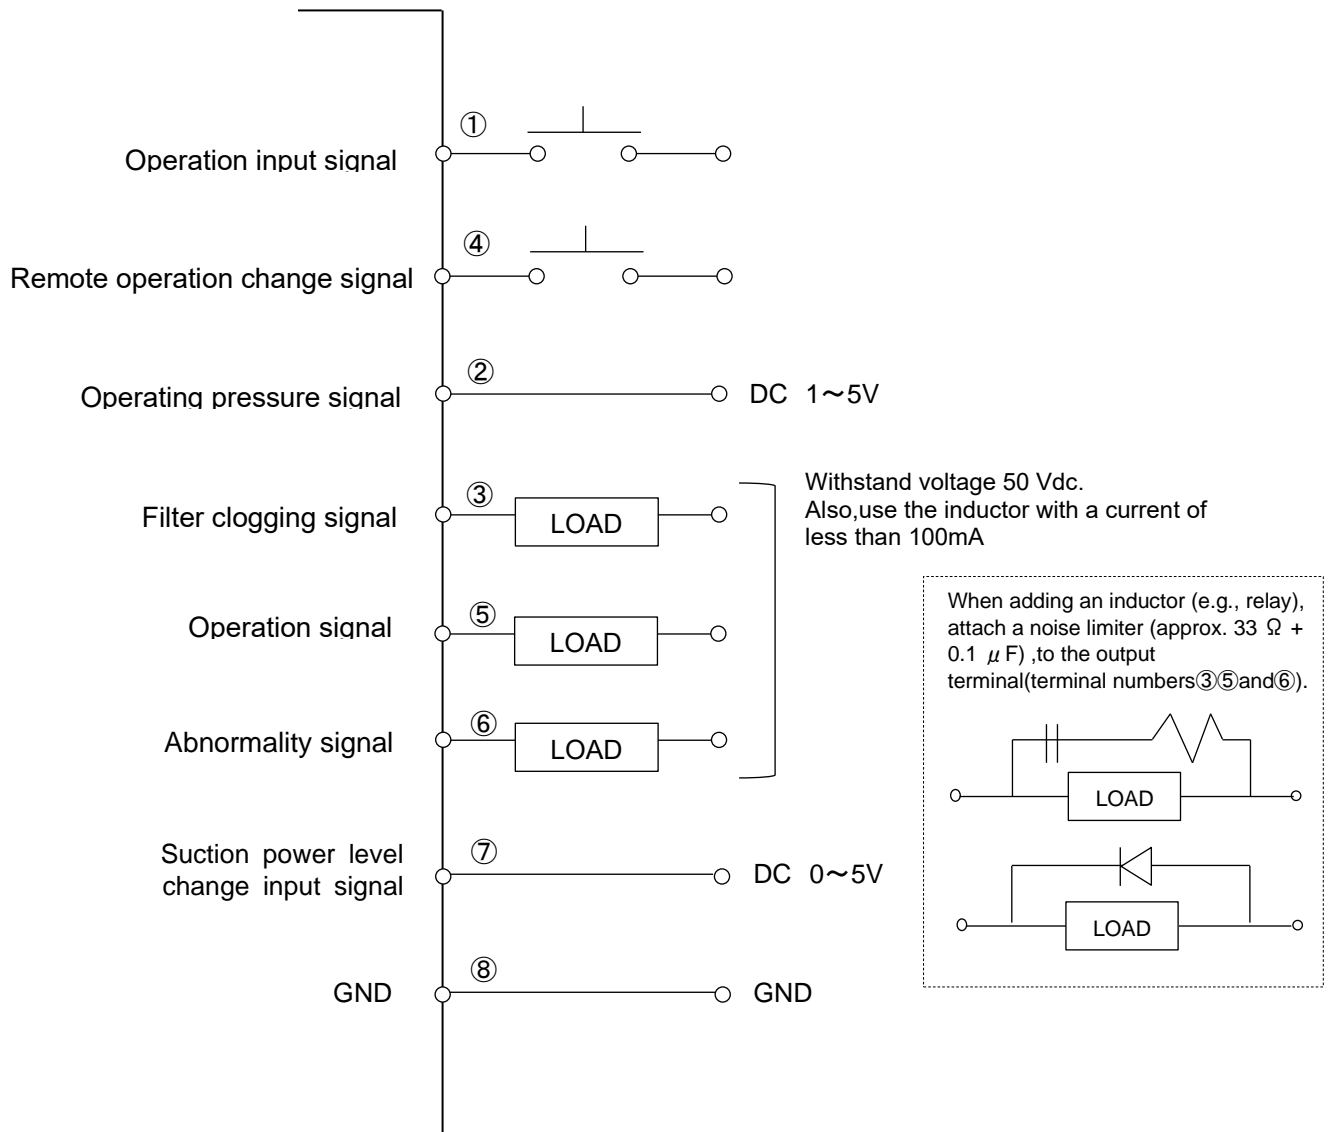 ①
Operation input signal
④
Remote operation change signal
②
Operating pressure signal
DC 1～5V
③
Filter clogging signal
LOAD
Withstand voltage 50 Vdc.
Also,use the inductor with a current of
less than 100mA
⑤
Operation signal
LOAD
⑥
Abnormality signal
LOAD
When adding an inductor (e.g., relay),
attach a noise limiter (approx. 33 Ω +
0.1 μF) ,to the output
terminal(terminal numbers③⑤and⑥).
LOAD
LOAD
⑦
Suction power level
change input signal
DC 0～5V
⑧
GND
GND